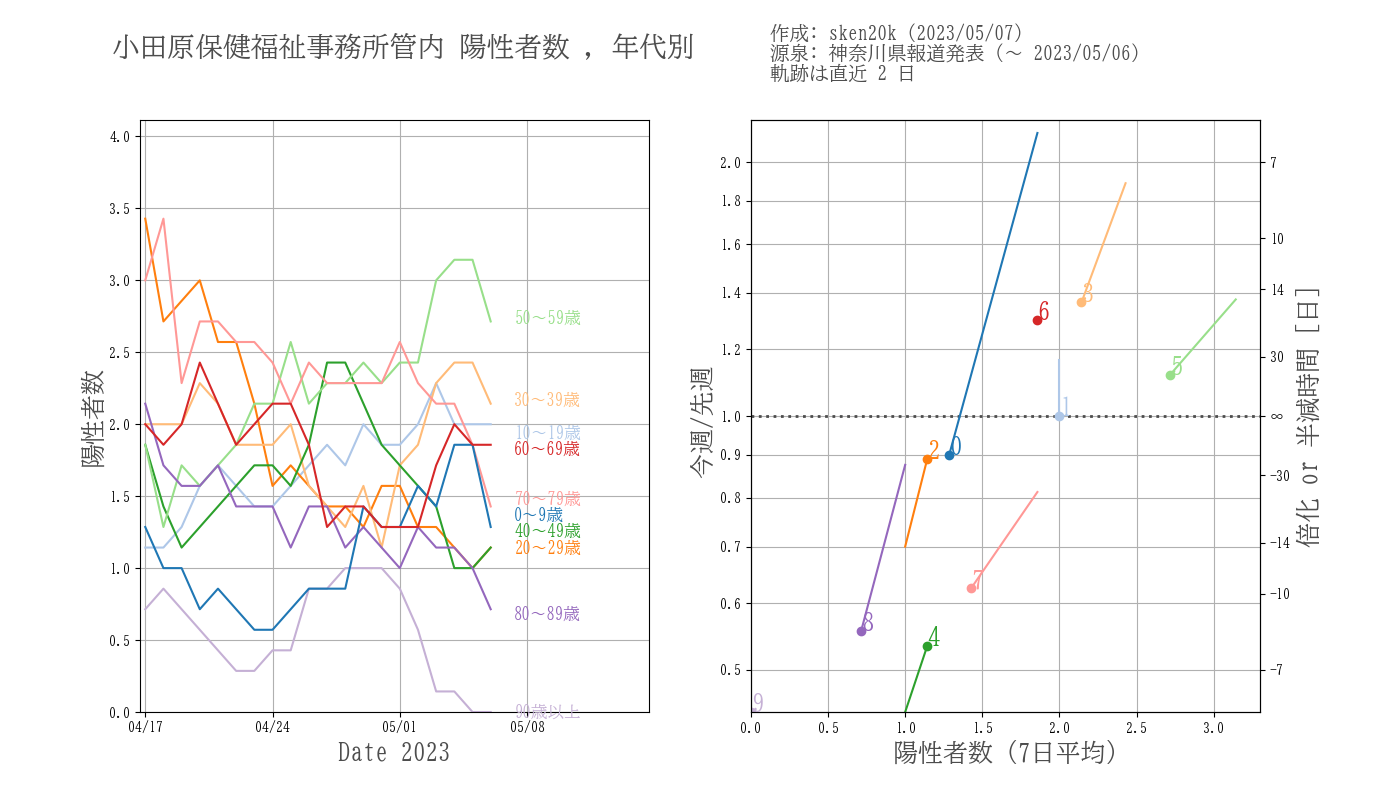 小田原保健福祉事務所管内 陽性者数 , 年代別
作成: sken20k (2023/05/07)
源泉: 神奈川県報道発表 (～ 2023/05/06)
軌跡は直近 2 日
陽性者数
4.0
3.5
3.0
2.5
2.0
1.5
1.0
0.5
0.0
04/17
04/24
05/01
05/08
Date 2023
50～59歳
30～39歳
10～19歳
60～69歳
70～79歳
0～9歳
40～49歳
20～29歳
80～89歳
90歳以上
今週/先週
2.0
1.8
1.6
1.4
1.2
1.0
0.9
0.8
0.7
0.6
0.5
3
6
5
1
2
0
7
8
4
9
0.0
0.5
1.0
1.5
2.0
2.5
3.0
陽性者数 (7日平均)
7
10
14
30
∞
-30
-14
-10
-7
倍化 or 半減時間 [日]